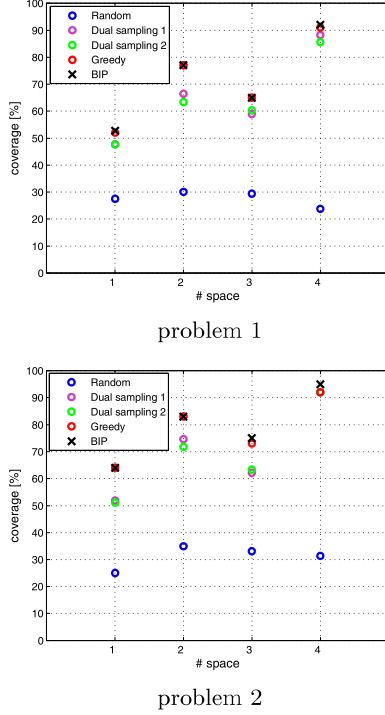 100
90
80
70
60
50
40
30
20
10
0
coverage [%]
Random
Dual sampling 1
Dual sampling 2
Greedy
BIP
1 2 3 4
# space
problem 1
100
90
80
70
60
50
40
30
20
10
0
coverage [%]
Random
Dual sampling 1
Dual sampling 2
Greedy
BIP
1 2 3 4
# space
problem 2